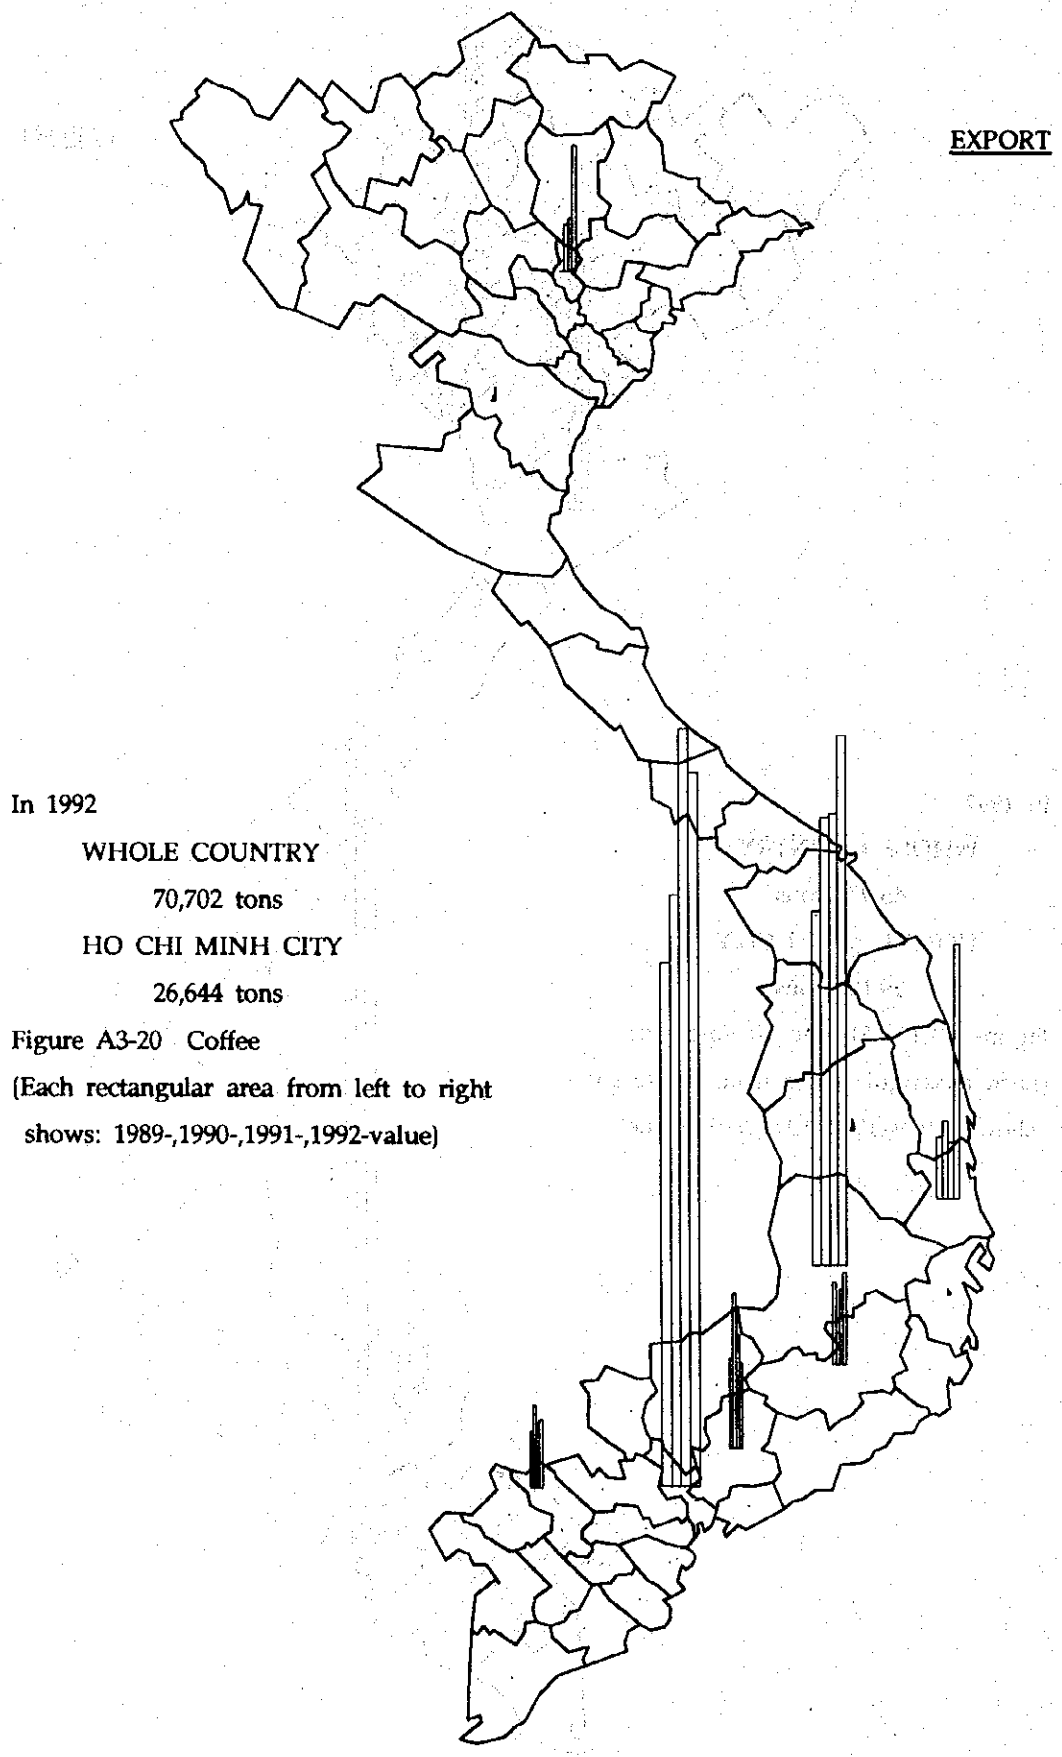 EXPORT
In 1992
WHOLE COUNTRY
70,702 tons
HO CHI MINH CITY
26,644 tons
Figure A3-20 Coffee
(Each rectangular area from left to right
shows: 1989-,1990-,1991-,1992-value)